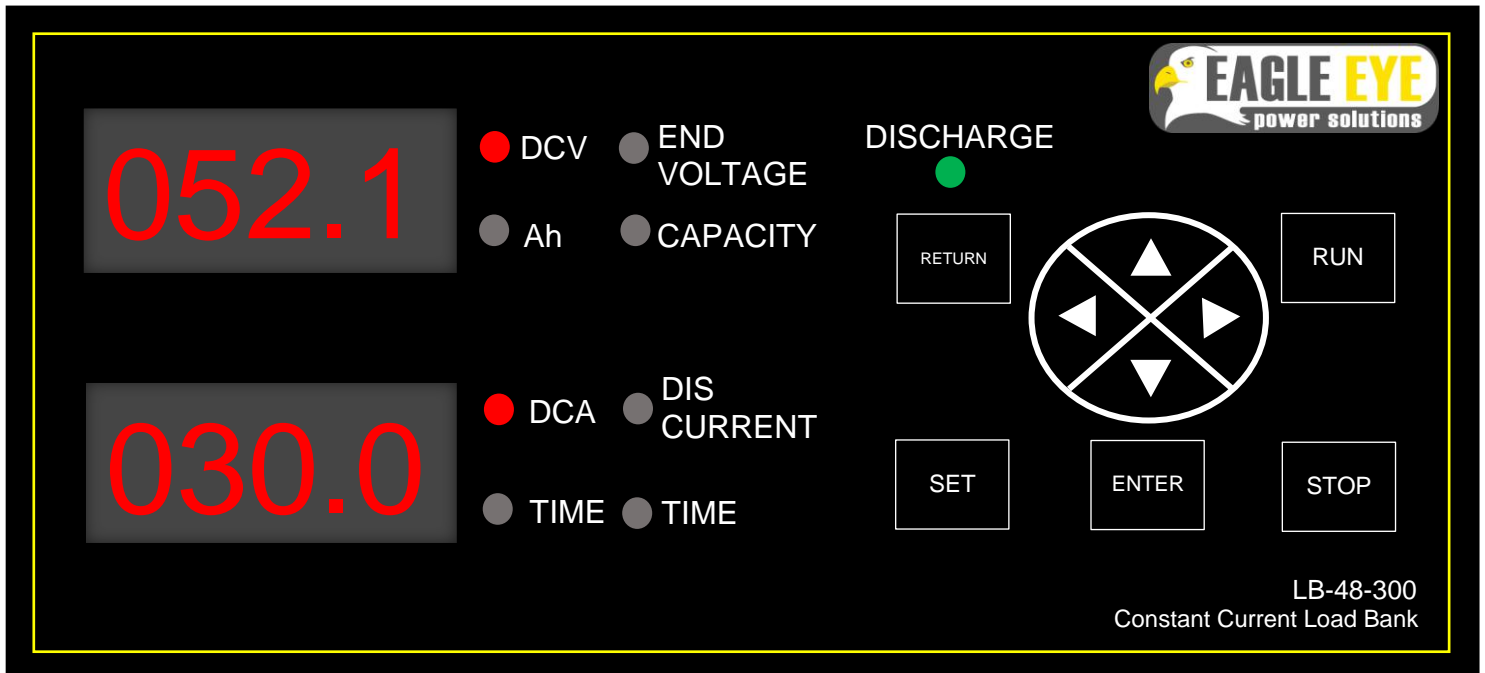 EAGLE EYE
power solutions
052.1
DCV
END
VOLTAGE
Ah
CAPACITY
DISCHARGE
RETURN
RUN
030.0
DCA
DIS
CURRENT
TIME
TIME
SET
ENTER
STOP
LB-48-300
Constant Current Load Bank